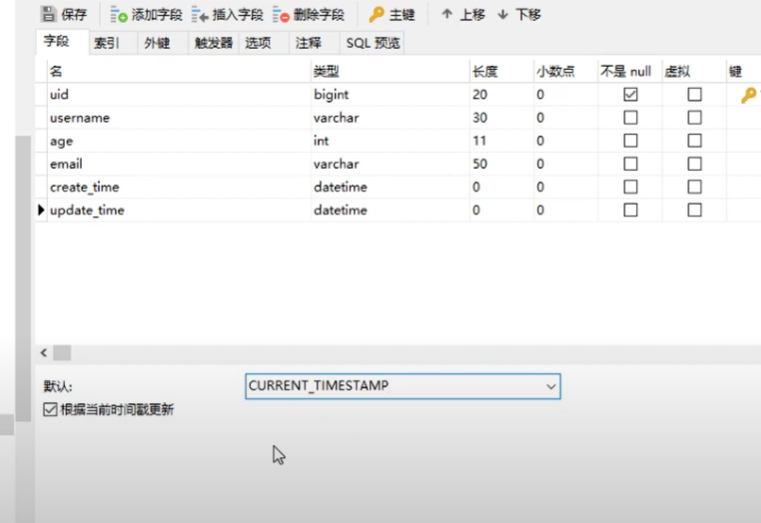 保存 添加字段 插入字段 删除字段 主键 上移 下移
字段 索引 外键 触发器 选项 注释 SQL 预览
名 类型 长度 小数点 不是 null 虚拟 键
uid bigint 20 0
username varchar 30 0
age int 11 0
email varchar 50 0
create_time datetime 0 0
update_time datetime 0 0
默认: CURRENT_TIMESTAMP
根据当前时间戳更新